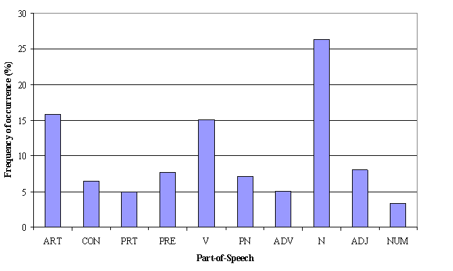 30
25
20
15
10
5
0
Frequency of occurrence (%)
ART CON PRT PRE V PN ADV N ADJ NUM
Part-of-Speech